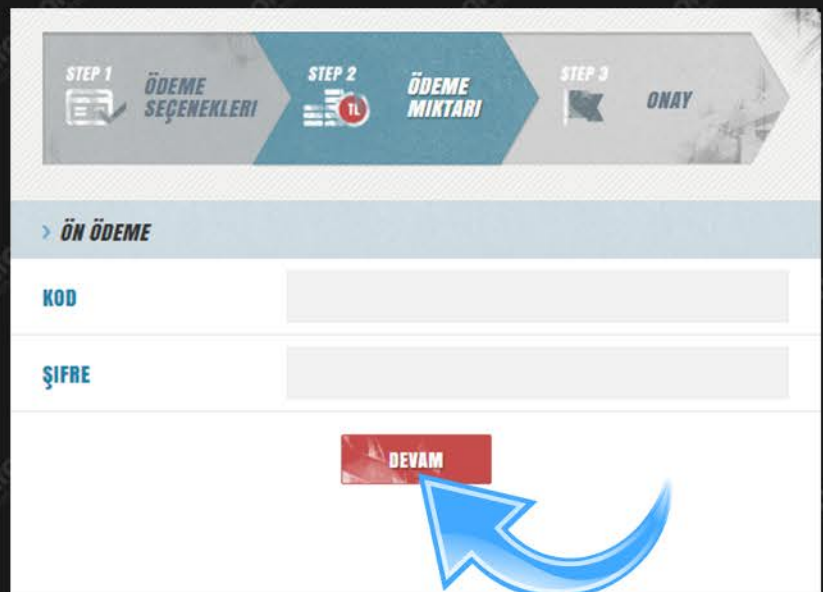 STEP 1
ÖDEME
SEÇENEKLERI
STEP 2
TL
ÖDEME
MIKTARI
STEP 3
ONAY
> ÖN ÖDEME
KOD
ŞIFRE
DEVAM